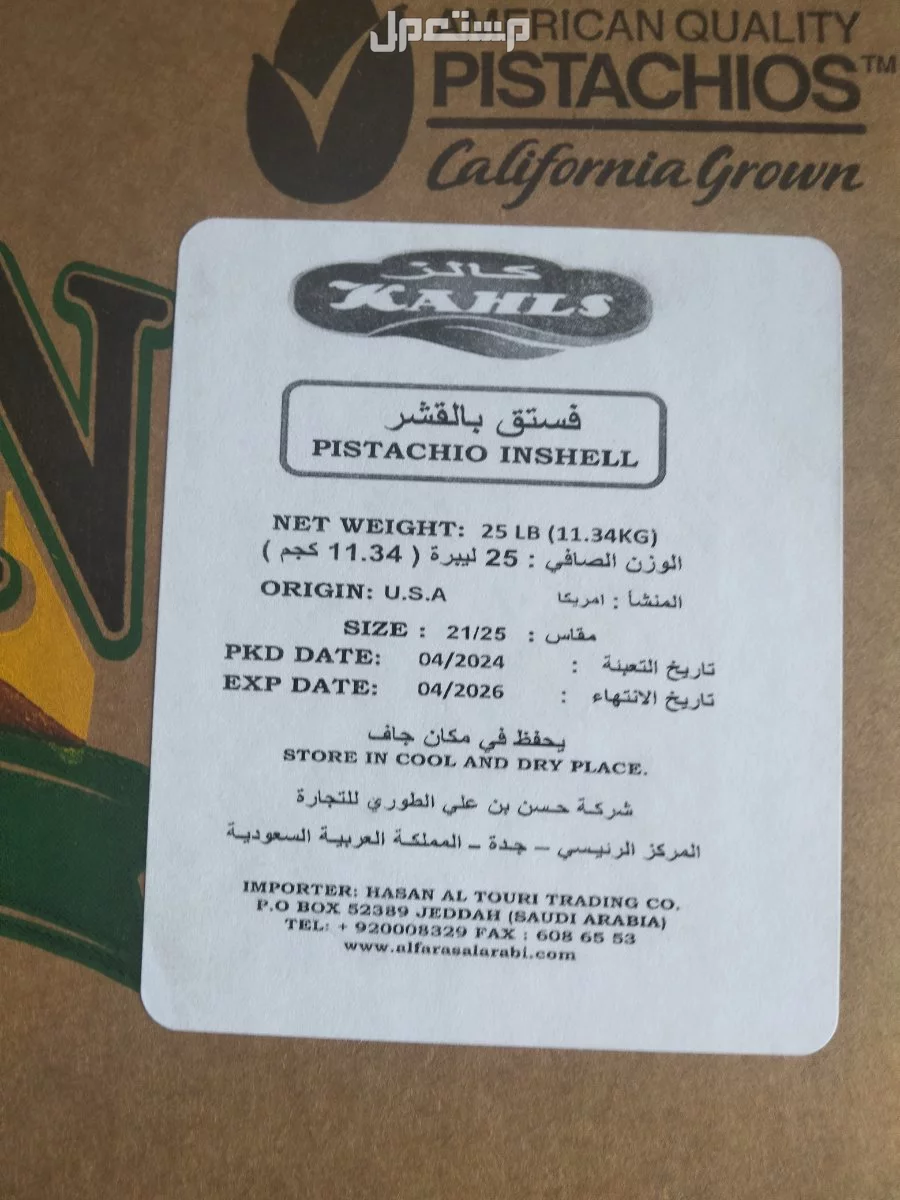 مستعمل
AMERICAN QUALITY
PISTACHIOS™
California Grown
N
كالز
KAHLS
فستق بالقشر
PISTACHIO INSHELL
NET WEIGHT: 25 LB (11.34KG)
الوزن الصافي : 25 ليبرة ( 11.34 كجم )
ORIGIN: U.S.A المنشأ : امريكا
SIZE : 21/25 مقاس :
PKD DATE: 04/2024 تاريخ التعبئة :
EXP DATE: 04/2026 تاريخ الانتهاء :
يحفظ في مكان جاف
STORE IN COOL AND DRY PLACE.
شركة حسن بن علي الطوري للتجارة
المركز الرئيسي – جدة – المملكة العربية السعودية
IMPORTER: HASAN AL TOURI TRADING CO.
P.O BOX 52389 JEDDAH (SAUDI ARABIA)
TEL: + 920008329 FAX : 608 65 53
www.alfarasalarabi.com